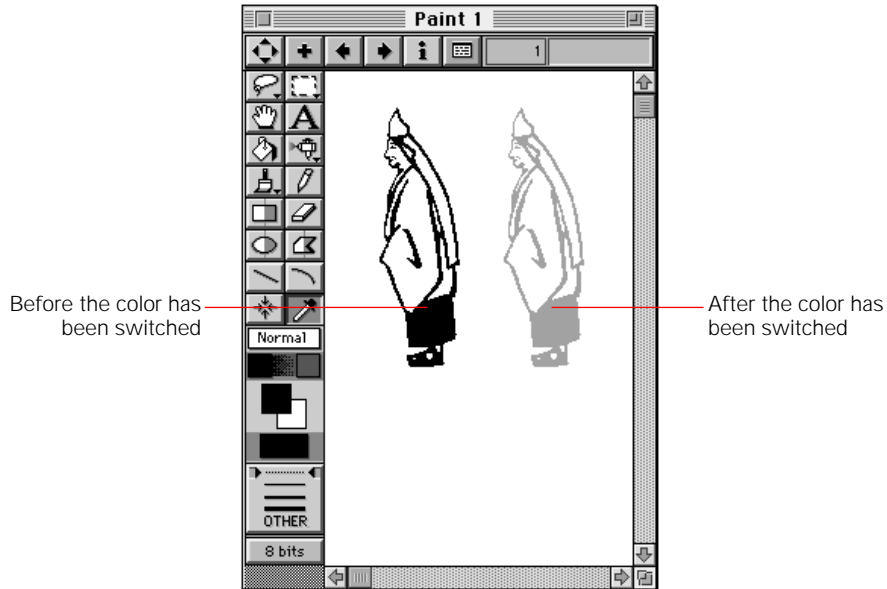 Paint 1
1
A
Before the color has
been switched
After the color has
been switched
Normal
OTHER
8 bits